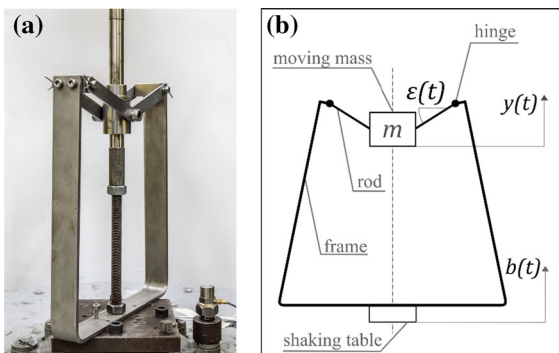 (a)
(b)
hinge
moving mass
ε(t)
y(t)
m
rod
frame
b(t)
shaking table